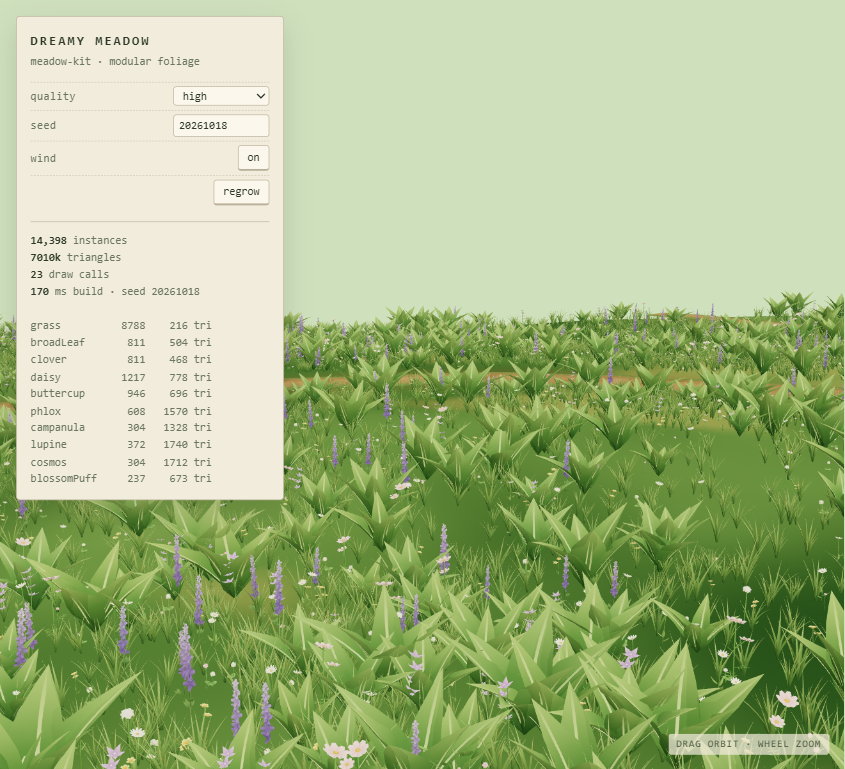 DREAMY MEADOW
meadow-kit · modular foliage
quality high
seed 20261018
wind on
regrow
14,398 instances
7010k triangles
23 draw calls
170 ms build · seed 20261018
grass 8788 216 tri
broadLeaf 811 504 tri
clover 811 468 tri
daisy 1217 778 tri
buttercup 946 696 tri
phlox 608 1570 tri
campanula 304 1328 tri
lupine 372 1740 tri
cosmos 304 1712 tri
blossomPuff 237 673 tri
DRAG ORBIT · WHEEL ZOOM